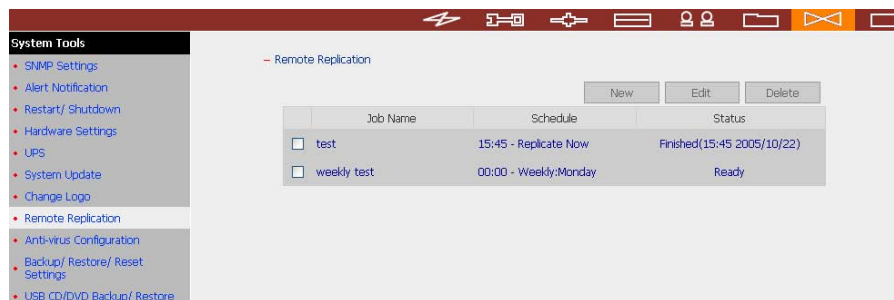 System Tools
SNMP Settings
Alert Notification
Restart/ Shutdown
Hardware Settings
UPS
System Update
Change Logo
Remote Replication
Anti-virus Configuration
Backup/ Restore/ Reset
Settings
USB CD/DVD Backup/ Restore
– Remote Replication
New Edit Delete
Job Name Schedule Status
test 15:45 - Replicate Now Finished(15:45 2005/10/22)
weekly test 00:00 - Weekly:Monday Ready